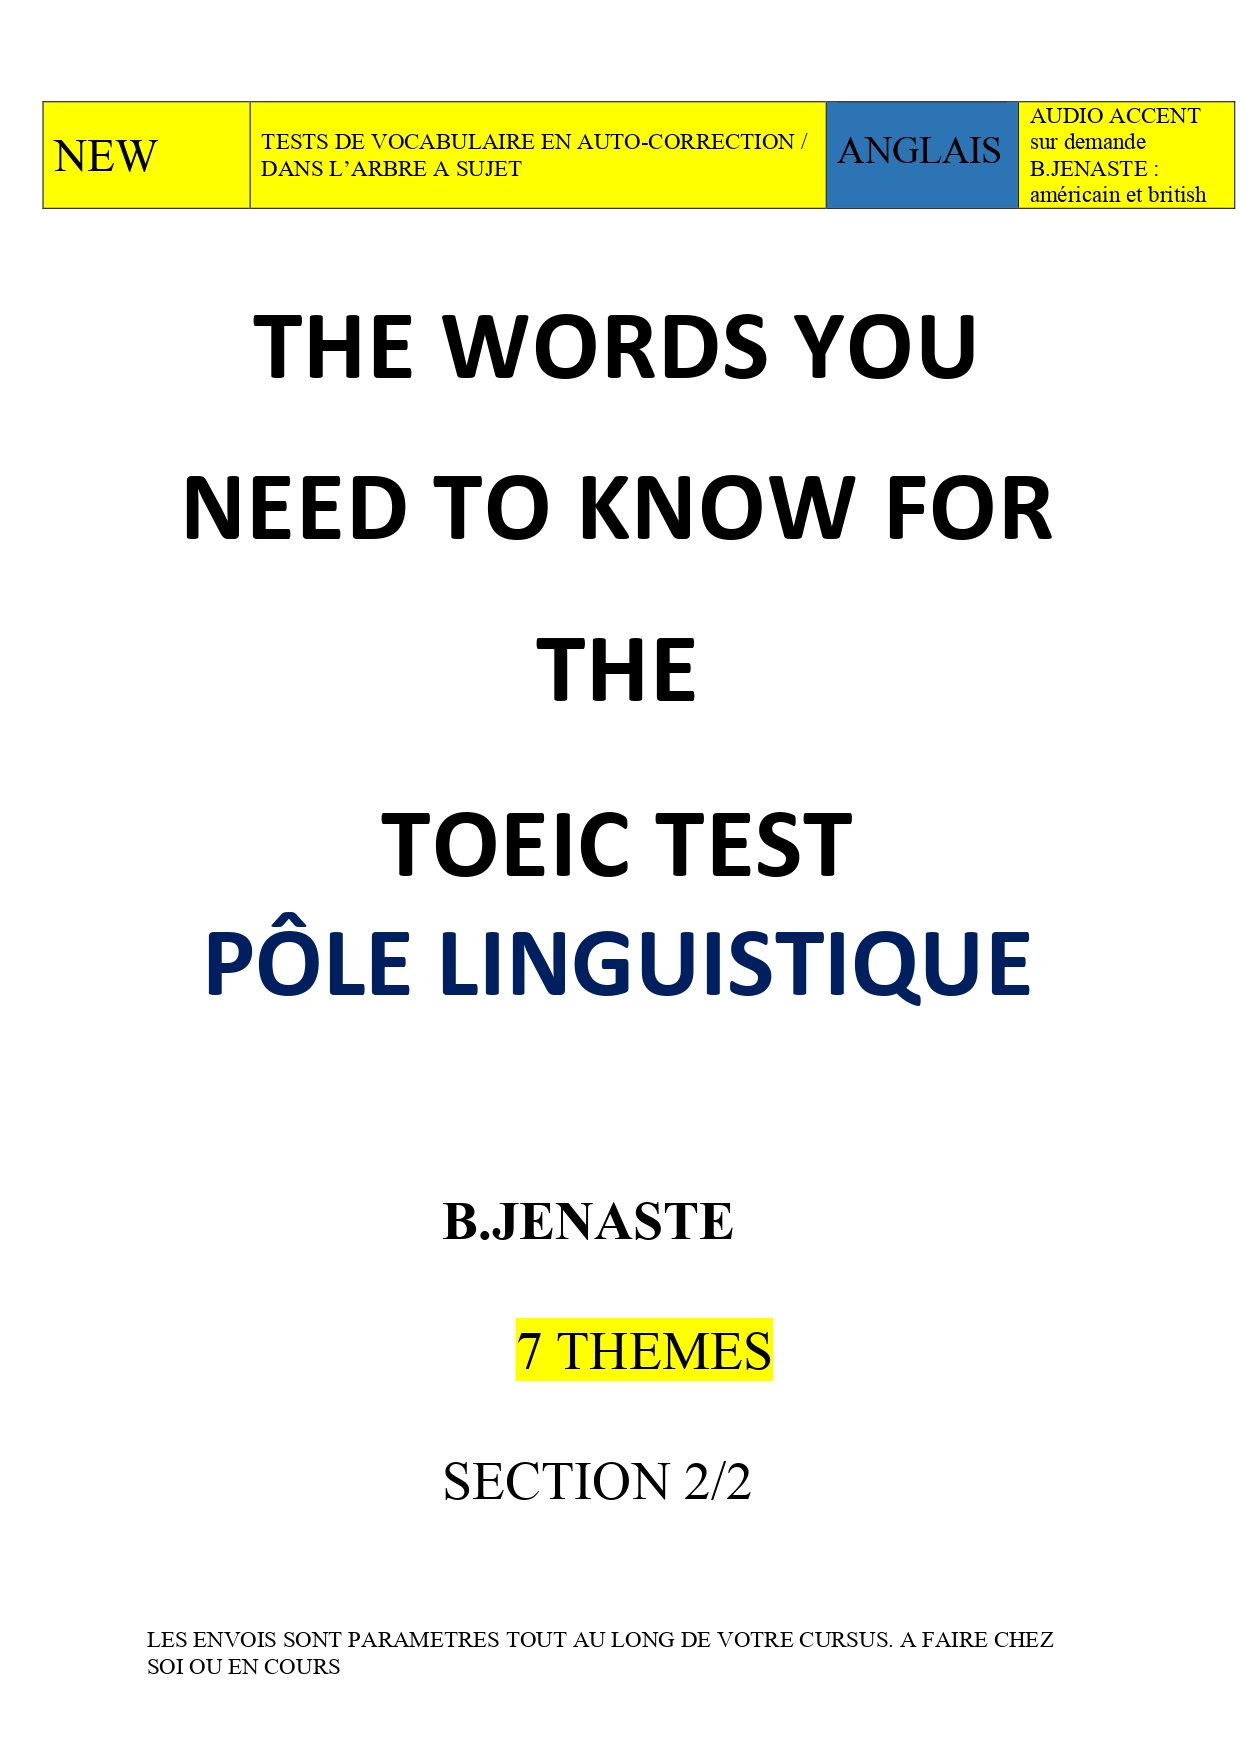 NEW
TESTS DE VOCABULAIRE EN AUTO-CORRECTION /
DANS L’ARBRE A SUJET
ANGLAIS
AUDIO ACCENT
sur demande
B.JENASTE :
américain et british
THE WORDS YOU
NEED TO KNOW FOR
THE
TOEIC TEST
PÔLE LINGUISTIQUE
B.JENASTE
7 THEMES
SECTION 2/2
LES ENVOIS SONT PARAMETRES TOUT AU LONG DE VOTRE CURSUS. A FAIRE CHEZ
SOI OU EN COURS